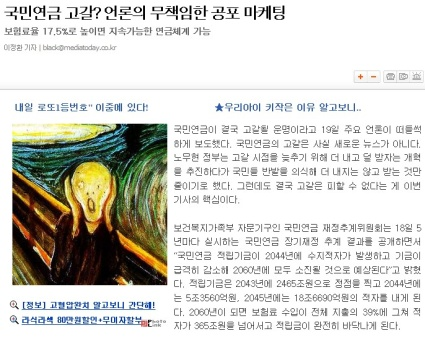 국민연금 고갈? 언론의 무책임한 공포 마케팅
보험료율 17.5%로 높이면 지속가능한 연금체계 가능
이정환 기자 | black@mediatoday.co.kr
내일 로또1등번호" 이중에 있다!
★우리아이 키작은 이유 알고보니..
국민연금이 결국 고갈될 운명이라고 19일 주요 언론이 떠들썩
하게 보도했다. 국민연금의 고갈은 사실 새로운 뉴스가 아니다.
노무현 정부는 고갈 시점을 늦추기 위해 더 내고 덜 받자는 개혁
을 추진하다가 국민들 반발을 의식해 더 내지는 않고 받는 것만
줄이기로 했다. 그런데도 결국 고갈은 피할 수 없다는 게 이번
기사의 핵심이다.
보건복지가족부 자문기구인 국민연금 재정추계위원회는 18일 5
년마다 실시하는 국민연금 장기재정 추계 결과를 공개하면서
"국민연금 적립기금이 2044년에 수지적자가 발생하고 기금이
급격히 감소해 2060년에 모두 소진될 것으로 예상된다"고 밝혔
다. 적립기금은 2043년에 2465조원으로 정점을 찍고 2044년에
는 5조3560억원, 2045년에는 18조6690억원의 적자를 내게 된
다. 2060년이 되면 보험료 수입이 전체 지출의 39%에 그쳐 적
자가 365조원을 넘어서고 적립금이 완전히 바닥나게 된다.
[정보] 고혈압환치 알고보니 간단해!
라식라섹 80만원할인+무미자할부